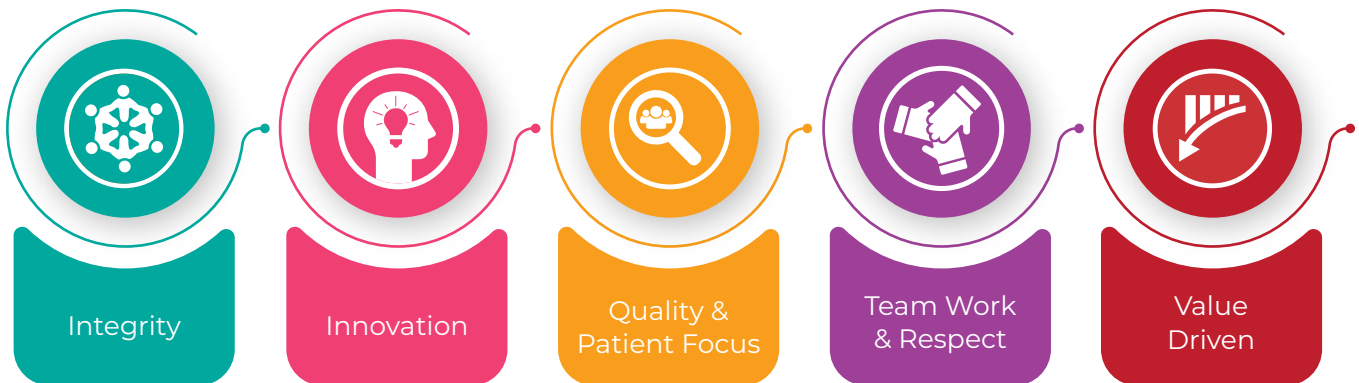 Integrity
Innovation
Quality &
Patient Focus
Team Work
& Respect
Value
Driven